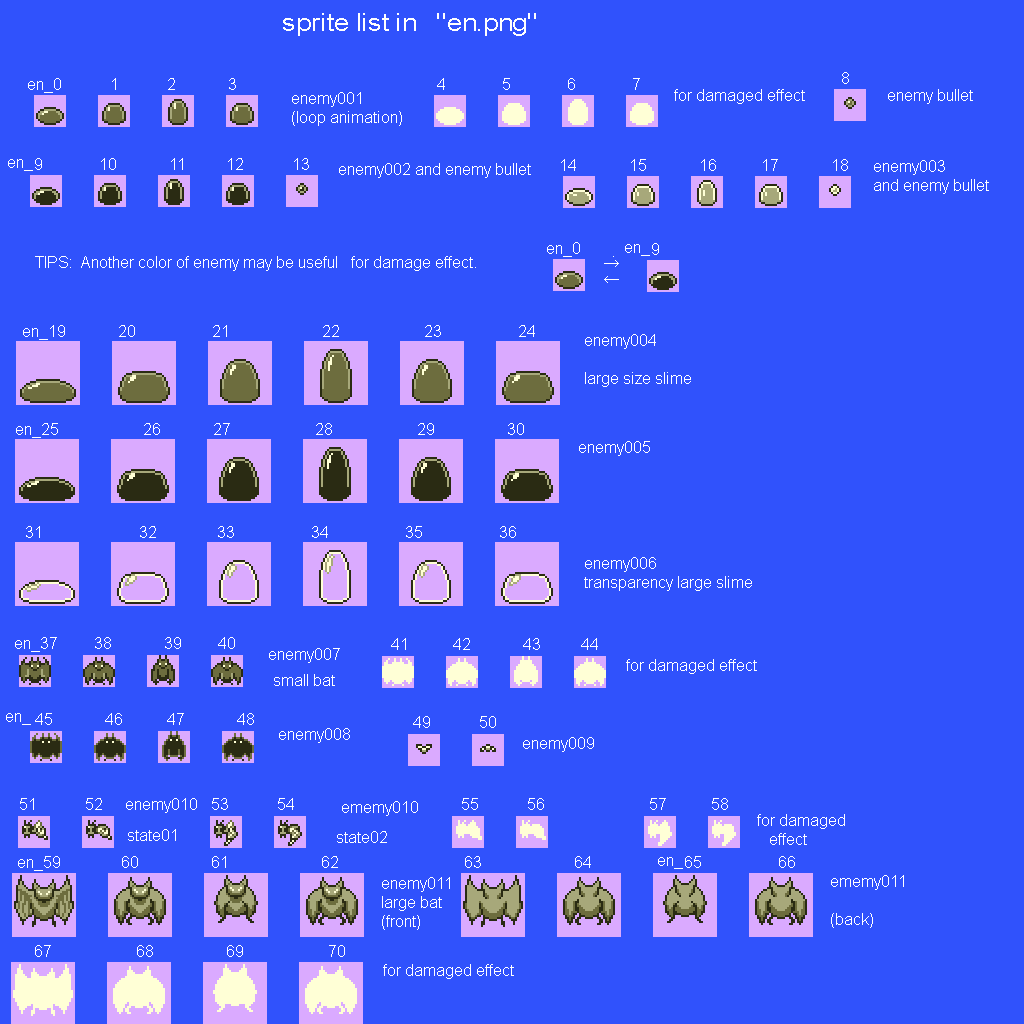 sprite list in "en.png"
en_0 1 2 3 4 5 6 7 8
enemy001
(loop animation)
for damaged effect
enemy bullet
en_9 10 11 12 13
enemy002 and enemy bullet
14 15 16 17 18
enemy003
and enemy bullet
TIPS: Another color of enemy may be useful for damage effect.
en_0 → en_9
←
en_19 20 21 22 23 24
enemy004
large size slime
en_25 26 27 28 29 30
enemy005
31 32 33 34 35 36
enemy006
transparency large slime
en_37 38 39 40
enemy007
small bat
41 42 43 44
for damaged effect
en_45 46 47 48
enemy008
49 50
enemy009
51 52
enemy010
state01
53 54
ememy010
state02
55 56 57 58
for damaged
effect
en_59 60 61 62
enemy011
large bat
(front)
63 64 en_65 66
ememy011
(back)
67 68 69 70
for damaged effect